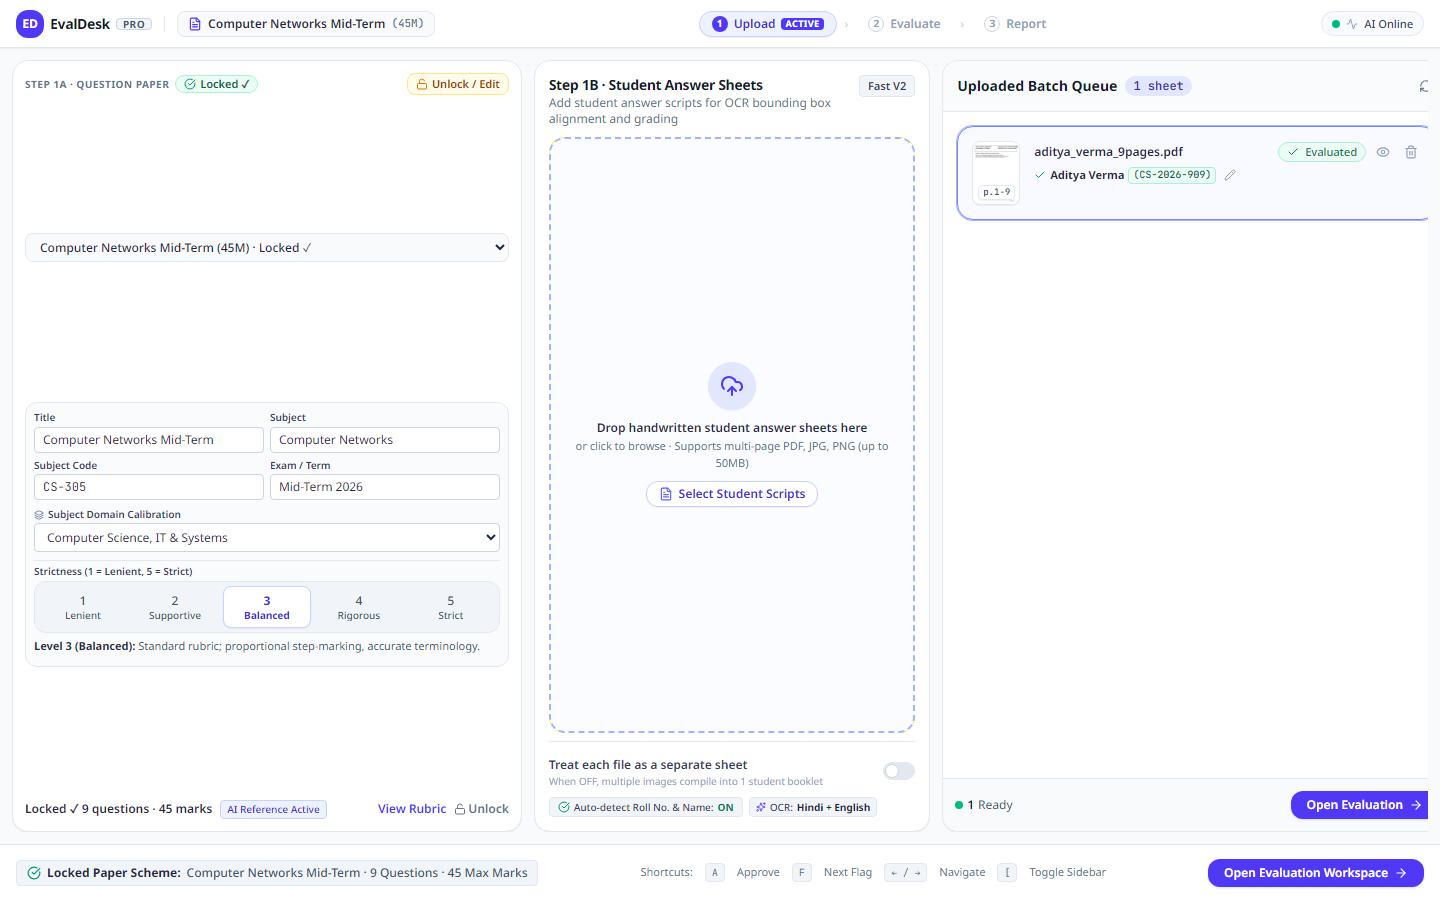 ED EvalDesk PRO
Computer Networks Mid-Term (45M)
1 Upload ACTIVE › 2 Evaluate › 3 Report
AI Online
STEP 1A · QUESTION PAPER Locked ✓ Unlock / Edit
Computer Networks Mid-Term (45M) · Locked ✓
Title Subject
Computer Networks Mid-Term Computer Networks
Subject Code Exam / Term
CS-305 Mid-Term 2026
Subject Domain Calibration
Computer Science, IT & Systems
Strictness (1 = Lenient, 5 = Strict)
1 2 3 4 5
Lenient Supportive Balanced Rigorous Strict
Level 3 (Balanced): Standard rubric; proportional step-marking, accurate terminology.
Locked ✓ 9 questions · 45 marks AI Reference Active View Rubric Unlock
Step 1B · Student Answer Sheets Fast V2
Add student answer scripts for OCR bounding box
alignment and grading
Drop handwritten student answer sheets here
or click to browse · Supports multi-page PDF, JPG, PNG (up to
50MB)
Select Student Scripts
Treat each file as a separate sheet
When OFF, multiple images compile into 1 student booklet
Auto-detect Roll No. & Name: ON OCR: Hindi + English
Uploaded Batch Queue 1 sheet
aditya_verma_9pages.pdf Evaluated
Aditya Verma (CS-2026-909)
p.1-9
1 Ready Open Evaluation →
Locked Paper Scheme: Computer Networks Mid-Term · 9 Questions · 45 Max Marks
Shortcuts: A Approve F Next Flag ← / → Navigate [ Toggle Sidebar
Open Evaluation Workspace →